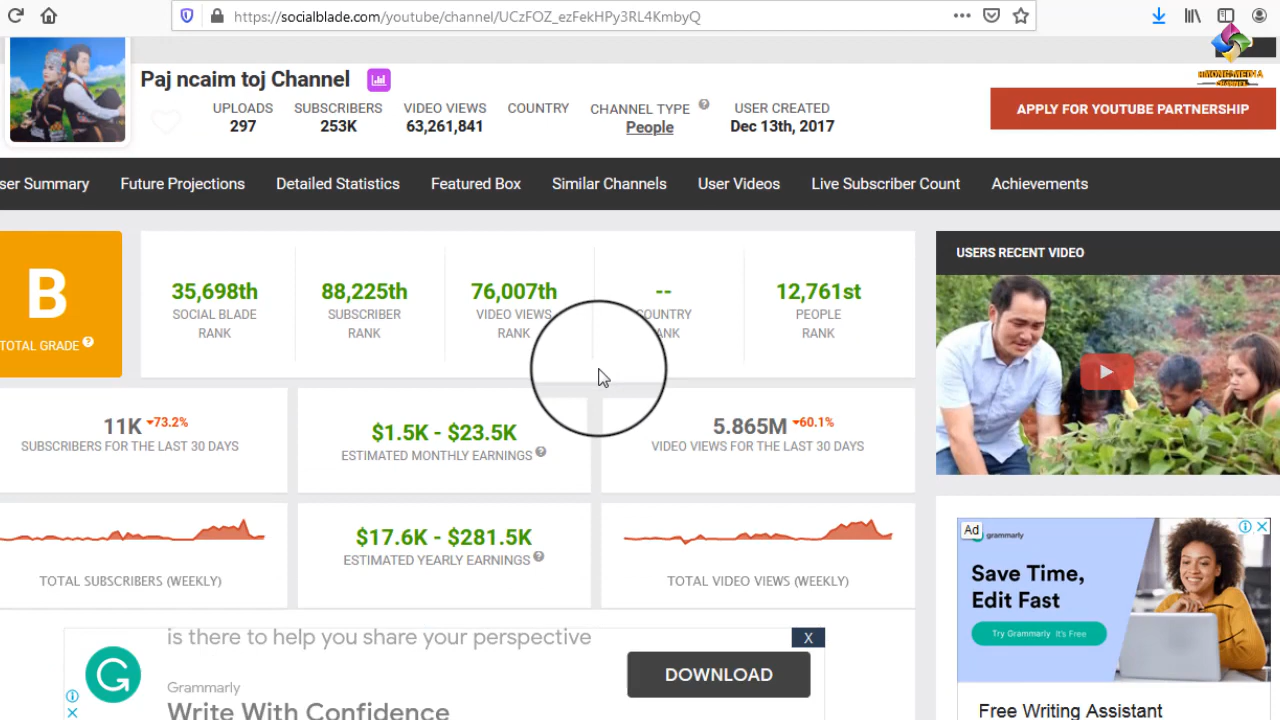 https://socialblade.com/youtube/channel/UCzFOZ_ezFekHPy3RL4KmbyQ
HMONGSMEDIA
CHANNEL
Paj ncaim toj Channel
UPLOADS SUBSCRIBERS VIDEO VIEWS COUNTRY CHANNEL TYPE USER CREATED
297 253K 63,261,841 People Dec 13th, 2017
APPLY FOR YOUTUBE PARTNERSHIP
ser Summary Future Projections Detailed Statistics Featured Box Similar Channels User Videos Live Subscriber Count Achievements
B
TOTAL GRADE
35,698th 88,225th 76,007th -- 12,761st
SOCIAL BLADE SUBSCRIBER VIDEO VIEWS COUNTRY PEOPLE
RANK RANK RANK RANK RANK
USERS RECENT VIDEO
11K 73.2%
SUBSCRIBERS FOR THE LAST 30 DAYS
$1.5K - $23.5K
ESTIMATED MONTHLY EARNINGS
5.865M 60.1%
VIDEO VIEWS FOR THE LAST 30 DAYS
TOTAL SUBSCRIBERS (WEEKLY)
$17.6K - $281.5K
ESTIMATED YEARLY EARNINGS
TOTAL VIDEO VIEWS (WEEKLY)
Ad
grammarly
Save Time,
Edit Fast
Try Grammarly It's Free
Free Writing Assistant
is there to help you share your perspective
X
Grammarly
Write With Confidence
DOWNLOAD